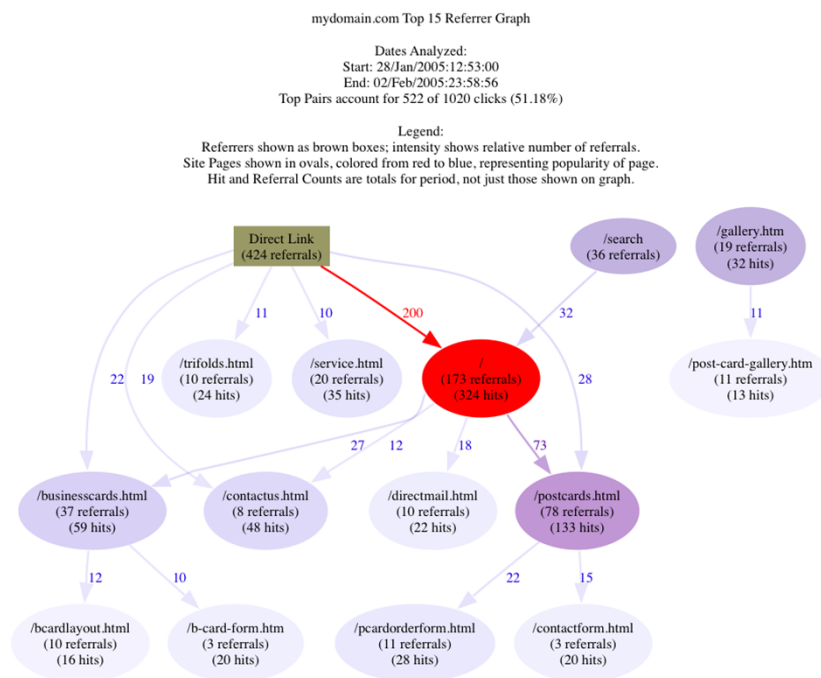 mydomain.com Top 15 Referrer Graph
Dates Analyzed:
Start: 28/Jan/2005:12:53:00
End: 02/Feb/2005:23:58:56
Top Pairs account for 522 of 1020 clicks (51.18%)
Legend:
Referrers shown as brown boxes; intensity shows relative number of referrals.
Site Pages shown in ovals, colored from red to blue, representing popularity of page.
Hit and Referral Counts are totals for period, not just those shown on graph.
Direct Link
(424 referrals)
/search
(36 referrals)
/gallery.htm
(19 referrals)
(32 hits)
11
10
200
32
11
22
19
28
/trifolds.html
(10 referrals)
(24 hits)
/service.html
(20 referrals)
(35 hits)
/
(173 referrals)
(324 hits)
/post-card-gallery.htm
(11 referrals)
(13 hits)
27
12
18
73
/businesscards.html
(37 referrals)
(59 hits)
/contactus.html
(8 referrals)
(48 hits)
/directmail.html
(10 referrals)
(22 hits)
/postcards.html
(78 referrals)
(133 hits)
12
10
22
15
/bcardlayout.html
(10 referrals)
(16 hits)
/b-card-form.htm
(3 referrals)
(20 hits)
/pcardorderform.html
(11 referrals)
(28 hits)
/contactform.html
(3 referrals)
(20 hits)